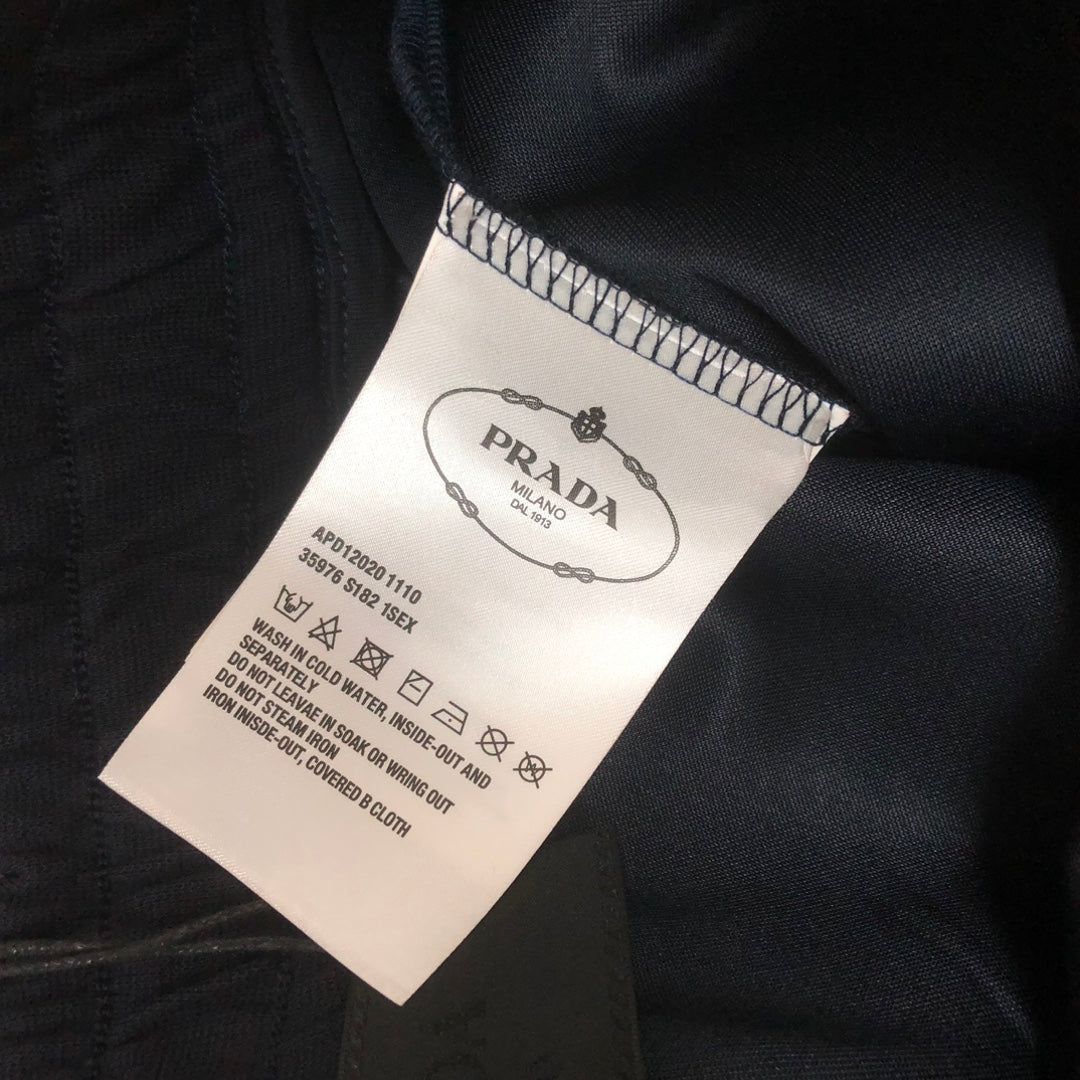 PRADA
MILANO
DAL 1913
APD12020 1110
35976 S182 1SEX
WASH IN COLD WATER, INSIDE-OUT AND
SEPARATELY
DO NOT LEAVAE IN SOAK OR WRING OUT
DO NOT STEAM IRON
IRON INISDE-OUT, COVERED B CLOTH